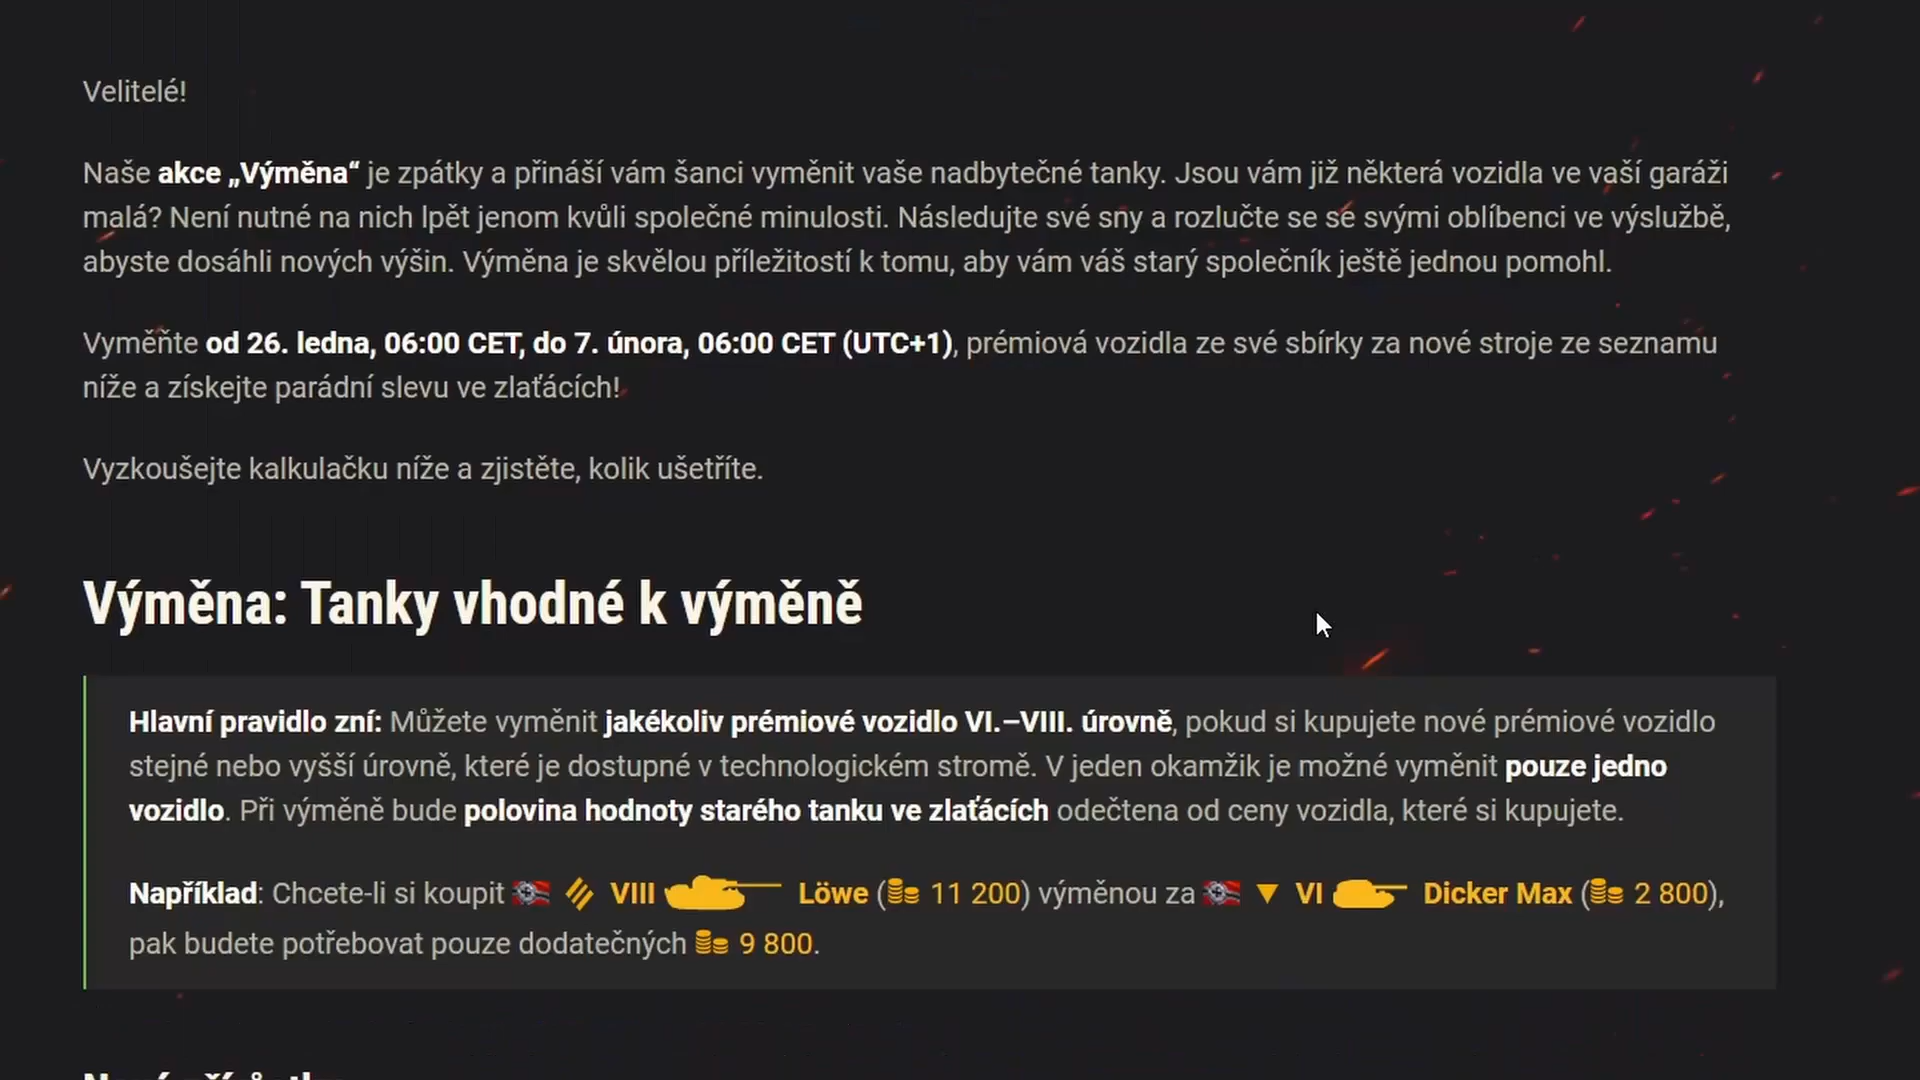 Velitelé!
Naše akce „Výměna“ je zpátky a přináší vám šanci vyměnit vaše nadbytečné tanky. Jsou vám již některá vozidla ve vaší garáži
malá? Není nutné na nich lpět jenom kvůli společné minulosti. Následujte své sny a rozlučte se se svými oblíbenci ve výslužbě,
abyste dosáhli nových výšin. Výměna je skvělou příležitostí k tomu, aby vám váš starý společník ještě jednou pomohl.
Vyměňte od 26. ledna, 06:00 CET, do 7. února, 06:00 CET (UTC+1), prémiová vozidla ze své sbírky za nové stroje ze seznamu
níže a získejte parádní slevu ve zlaťácích!
Vyzkoušejte kalkulačku níže a zjistěte, kolik ušetříte.
Výměna: Tanky vhodné k výměně
Hlavní pravidlo zní: Můžete vyměnit jakékoliv prémiové vozidlo VI.–VIII. úrovně, pokud si kupujete nové prémiové vozidlo
stejné nebo vyšší úrovně, které je dostupné v technologickém stromě. V jeden okamžik je možné vyměnit pouze jedno
vozidlo. Při výměně bude polovina hodnoty starého tanku ve zlaťácích odečtena od ceny vozidla, které si kupujete.
Například: Chcete-li si koupit VIII Löwe (11 200) výměnou za VI Dicker Max (2 800),
pak budete potřebovat pouze dodatečných 9 800.